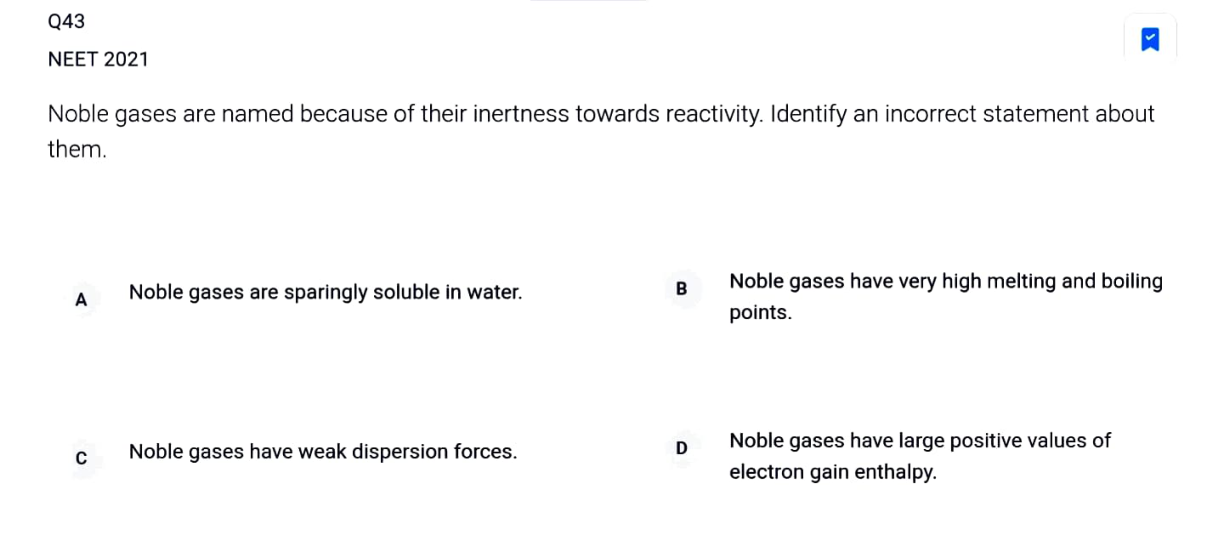 Q43
NEET 2021
Noble gases are named because of their inertness towards reactivity. Identify an incorrect statement about
them.
A Noble gases are sparingly soluble in water.
B Noble gases have very high melting and boiling
points.
C Noble gases have weak dispersion forces.
D Noble gases have large positive values of
electron gain enthalpy.